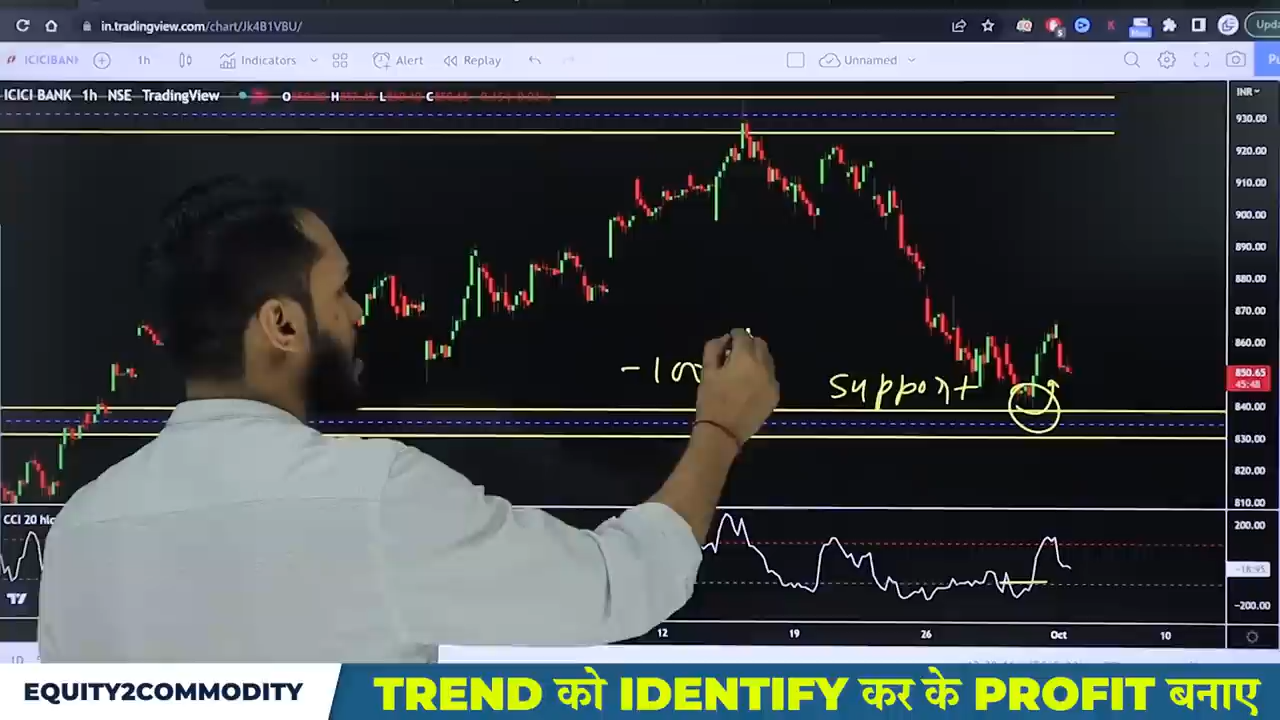 in.tradingview.com/chart/Jk4B1VBU/
ICICIBANK 1h Indicators Alert Replay Unnamed
ICICI BANK 1h NSE TradingView O H L C
INR
930.00
920.00
910.00
900.00
890.00
880.00
870.00
860.00
850.65
45:48
840.00
830.00
820.00
810.00
-100
support
CCI 20 hlc
200.00
-18.95
-200.00
12 19 26 Oct 10
EQUITY2COMMODITY
TREND को IDENTIFY कर के PROFIT बनाए